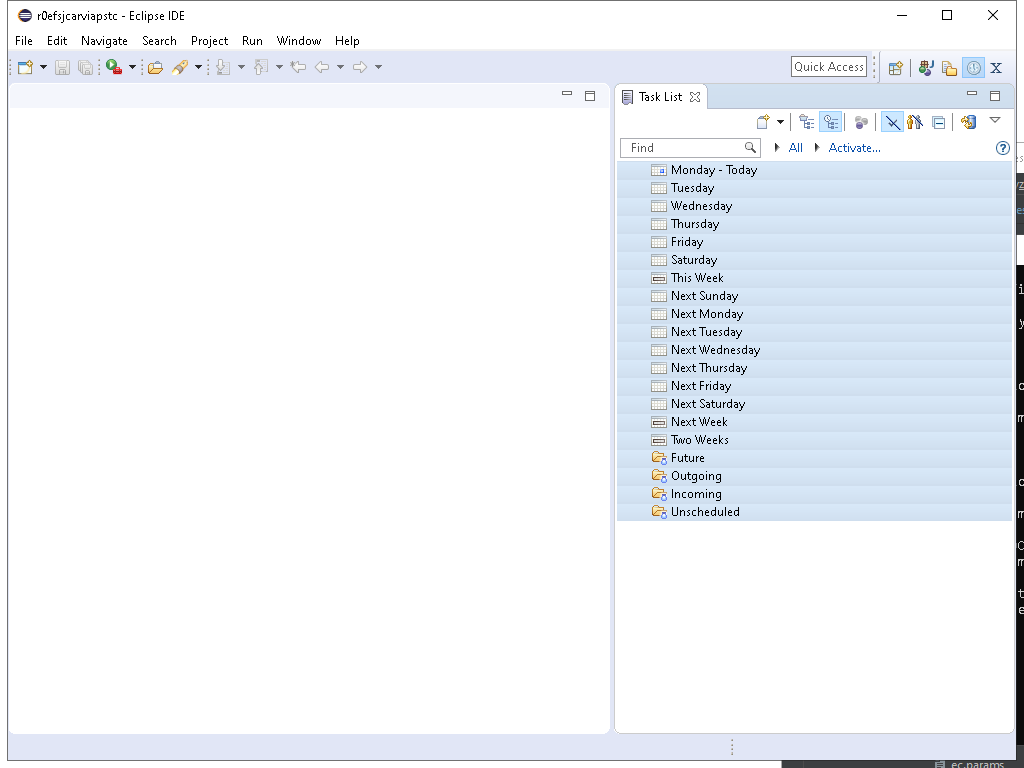 r0efsjcarviapstc - Eclipse IDE
File Edit Navigate Search Project Run Window Help
Quick Access
Task List
Find All Activate...
Monday - Today
Tuesday
Wednesday
Thursday
Friday
Saturday
This Week
Next Sunday
Next Monday
Next Tuesday
Next Wednesday
Next Thursday
Next Friday
Next Saturday
Next Week
Two Weeks
Future
Outgoing
Incoming
Unscheduled
ec.params